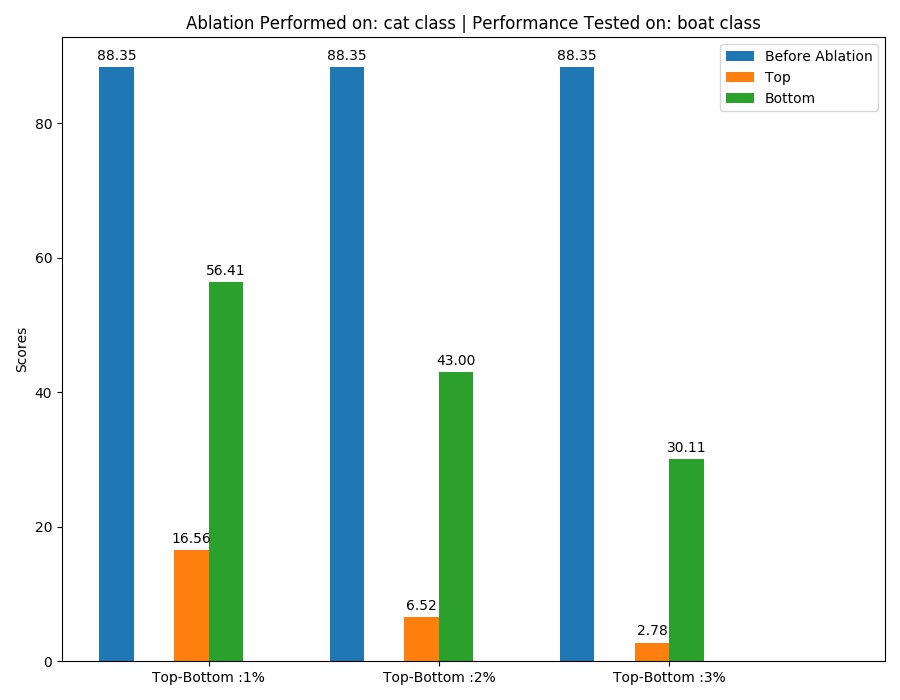 Ablation Performed on: cat class | Performance Tested on: boat class
88.35
88.35
88.35
Before Ablation
Top
Bottom
80
60
56.41
43.00
40
Scores
30.11
20
16.56
6.52
2.78
0
Top-Bottom :1%
Top-Bottom :2%
Top-Bottom :3%